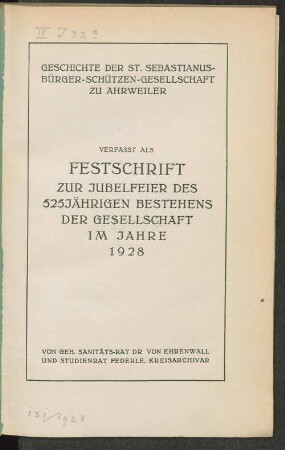 IV J 32 a
GESCHICHTE DER ST. SEBASTIANUS-
BÜRGER-SCHÜTZEN-GESELLSCHAFT
ZU AHRWEILER
VERFASST ALS
FESTSCHRIFT
ZUR JUBELFEIER DES
525JÄHRIGEN BESTEHENS
DER GESELLSCHAFT
IM JAHRE
1928
VON GEH. SANITÄTS-RAT DR. VON EHRENWALL
UND STUDIENRAT FEDERLE, KREISARCHIVAR